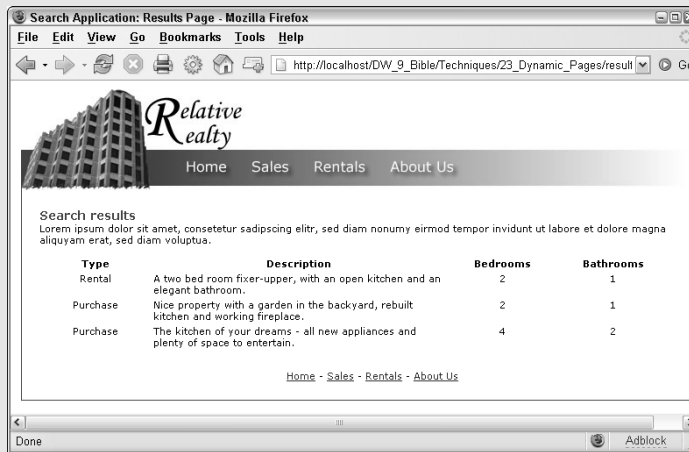 Search Application: Results Page - Mozilla Firefox
File Edit View Go Bookmarks Tools Help
http://localhost/DW_9_Bible/Techniques/23_Dynamic_Pages/result
Relative
Realty
Home Sales Rentals About Us
Search results
Lorem ipsum dolor sit amet, consetetur sadipscing elitr, sed diam nonumy eirmod tempor invidunt ut labore et dolore magna
aliquyam erat, sed diam voluptua.
Type Description Bedrooms Bathrooms
Rental A two bed room fixer-upper, with an open kitchen and an 2 1
elegant bathroom.
Purchase Nice property with a garden in the backyard, rebuilt 2 1
kitchen and working fireplace.
Purchase The kitchen of your dreams - all new appliances and 4 2
plenty of space to entertain.
Home - Sales - Rentals - About Us
Done Adblock